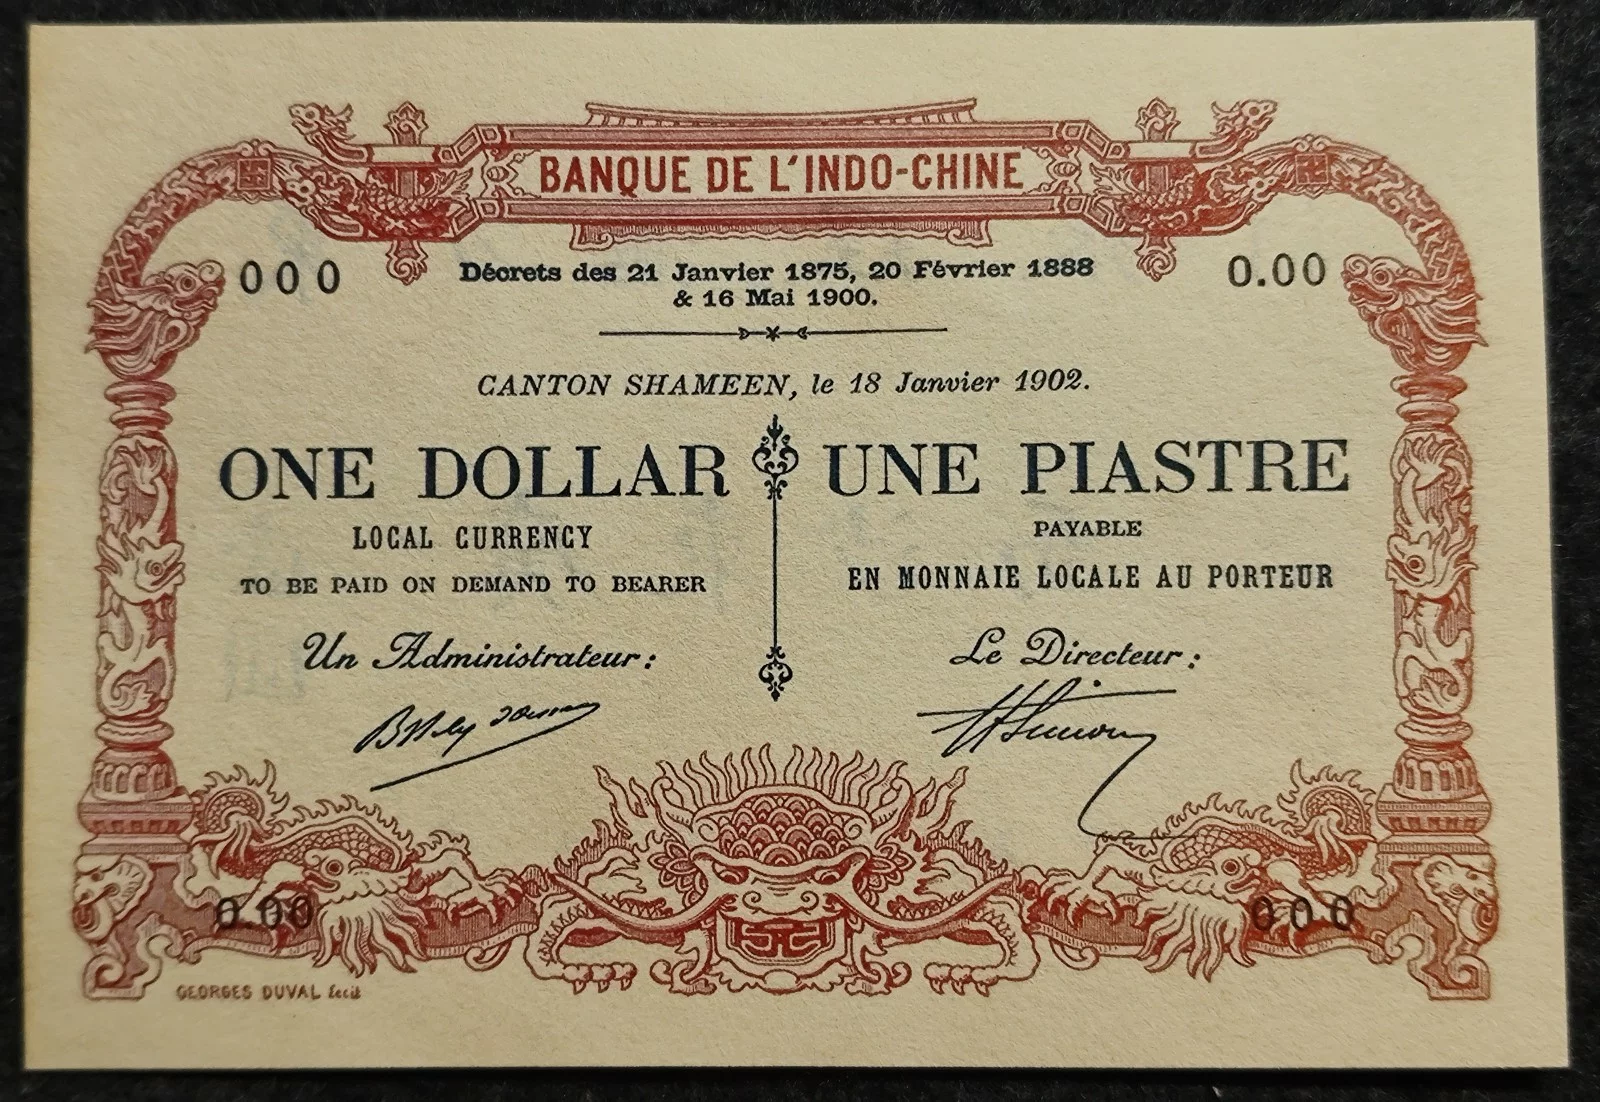 BANQUE DE L'INDO-CHINE
000 0.00
Décrets des 21 Janvier 1875, 20 Février 1888
& 16 Mai 1900.
CANTON SHAMEEN, le 18 Janvier 1902.
ONE DOLLAR
LOCAL CURRENCY
TO BE PAID ON DEMAND TO BEARER
UNE PIASTRE
PAYABLE
EN MONNAIE LOCALE AU PORTEUR
Un Administrateur:
Le Directeur:
0.00 000
GEORGES DUVAL fecit